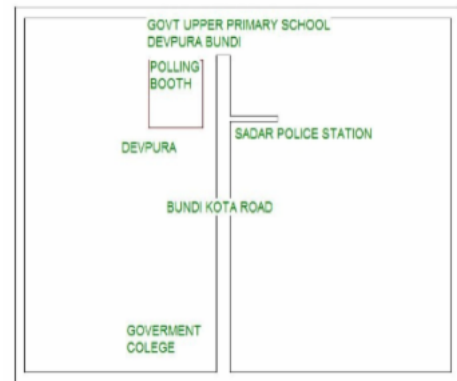 GOVT UPPER PRIMARY SCHOOL
DEVPURA BUNDI
POLLING
BOOTH
SADAR POLICE STATION
DEVPURA
BUNDI KOTA ROAD
GOVERMENT
COLEGE